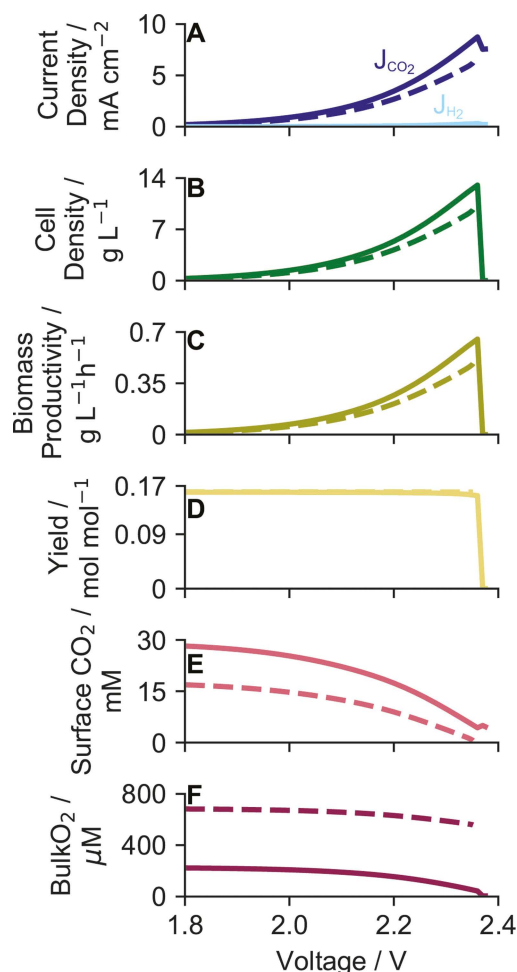 A
Current
Density /
mA cm⁻²
10
5
0
J_CO₂
J_H₂
B
Cell
Density /
g L⁻¹
14
7
0
C
Biomass
Productivity /
g L⁻¹h⁻¹
0.7
0.35
0
D
Yield /
mol mol⁻¹
0.17
0.09
0
E
Surface CO₂ /
mM
30
15
0
F
BulkO₂ /
μM
800
400
0
1.8 2.0 2.2 2.4
Voltage / V